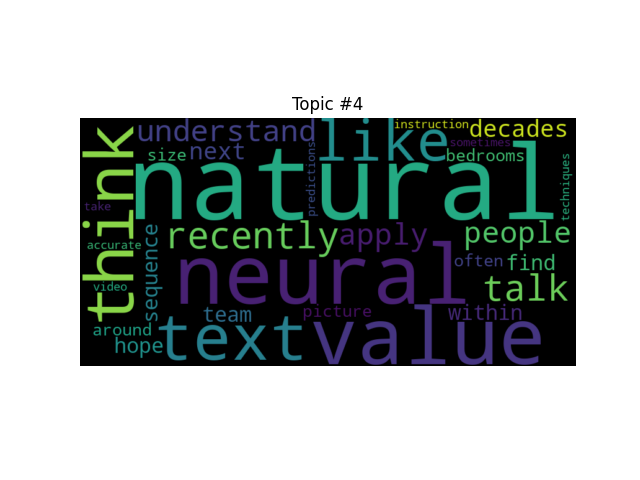 Topic #4
instruction
understand
like
decades
sometimes
size
next
bedrooms
predictions
natural
think
techniques
take
recently
apply
people
accurate
sequence
neural
often
find
video
talk
team
picture
within
around
hope
text
value